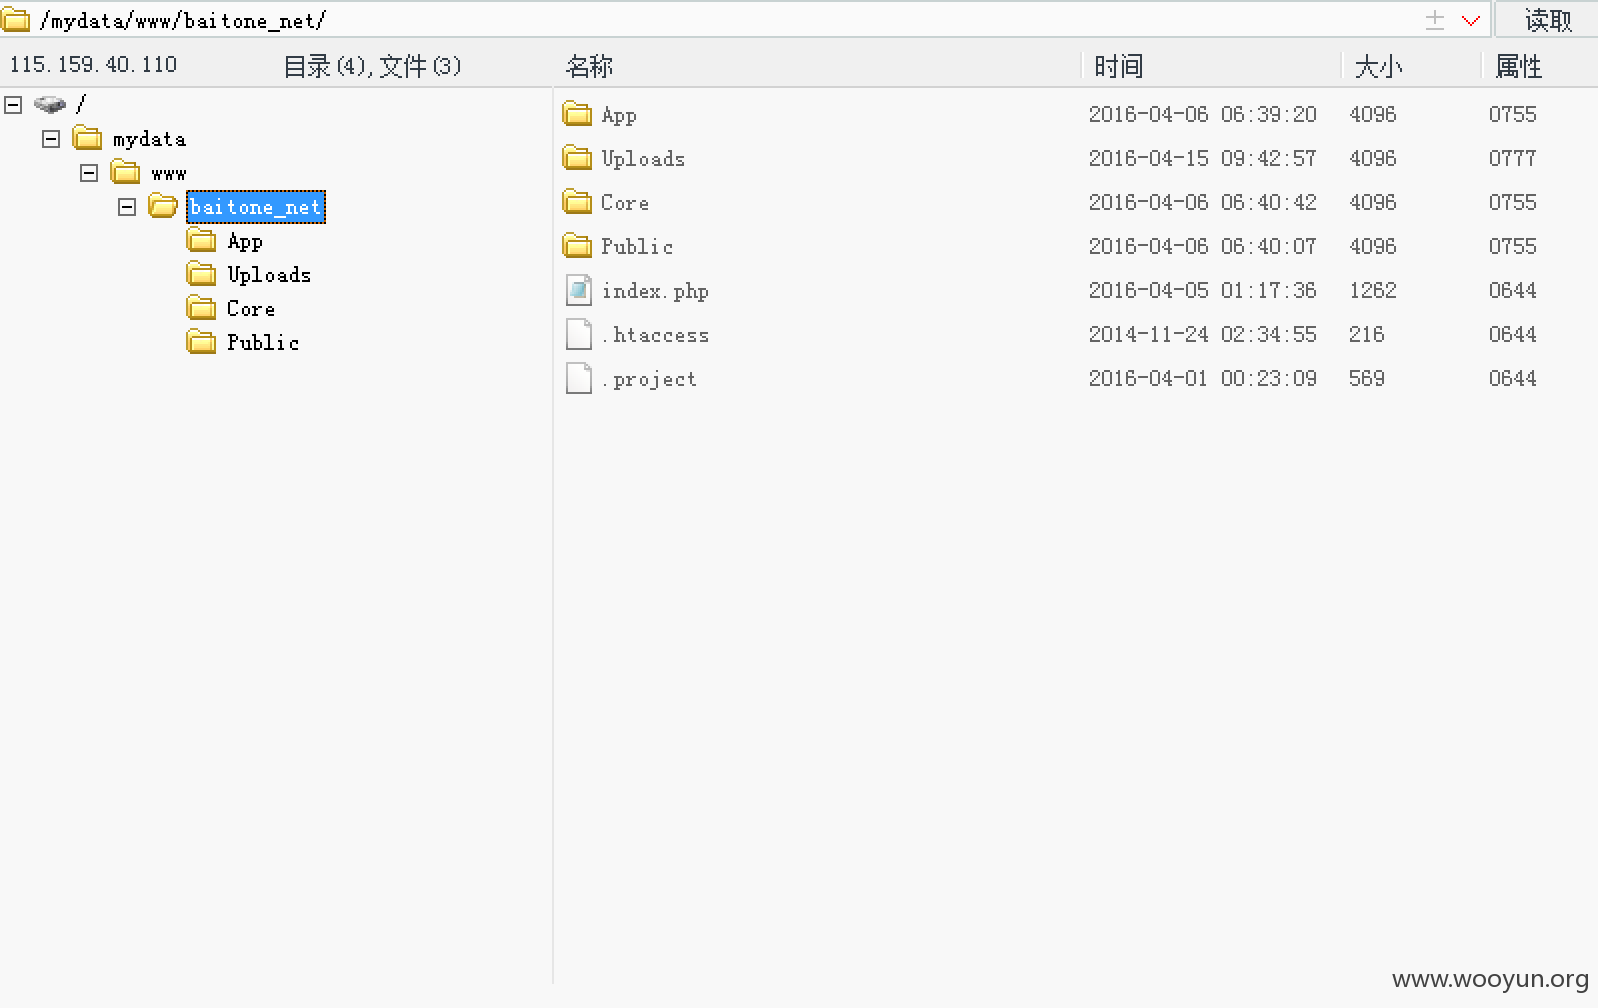 /mydata/www/baitone_net/ 读取
115.159.40.110 目录(4),文件(3) 名称 时间 大小 属性
/
mydata
www
baitone_net
App
Uploads
Core
Public
App 2016-04-06 06:39:20 4096 0755
Uploads 2016-04-15 09:42:57 4096 0777
Core 2016-04-06 06:40:42 4096 0755
Public 2016-04-06 06:40:07 4096 0755
index.php 2016-04-05 01:17:36 1262 0644
.htaccess 2014-11-24 02:34:55 216 0644
.project 2016-04-01 00:23:09 569 0644
www.wooyun.org